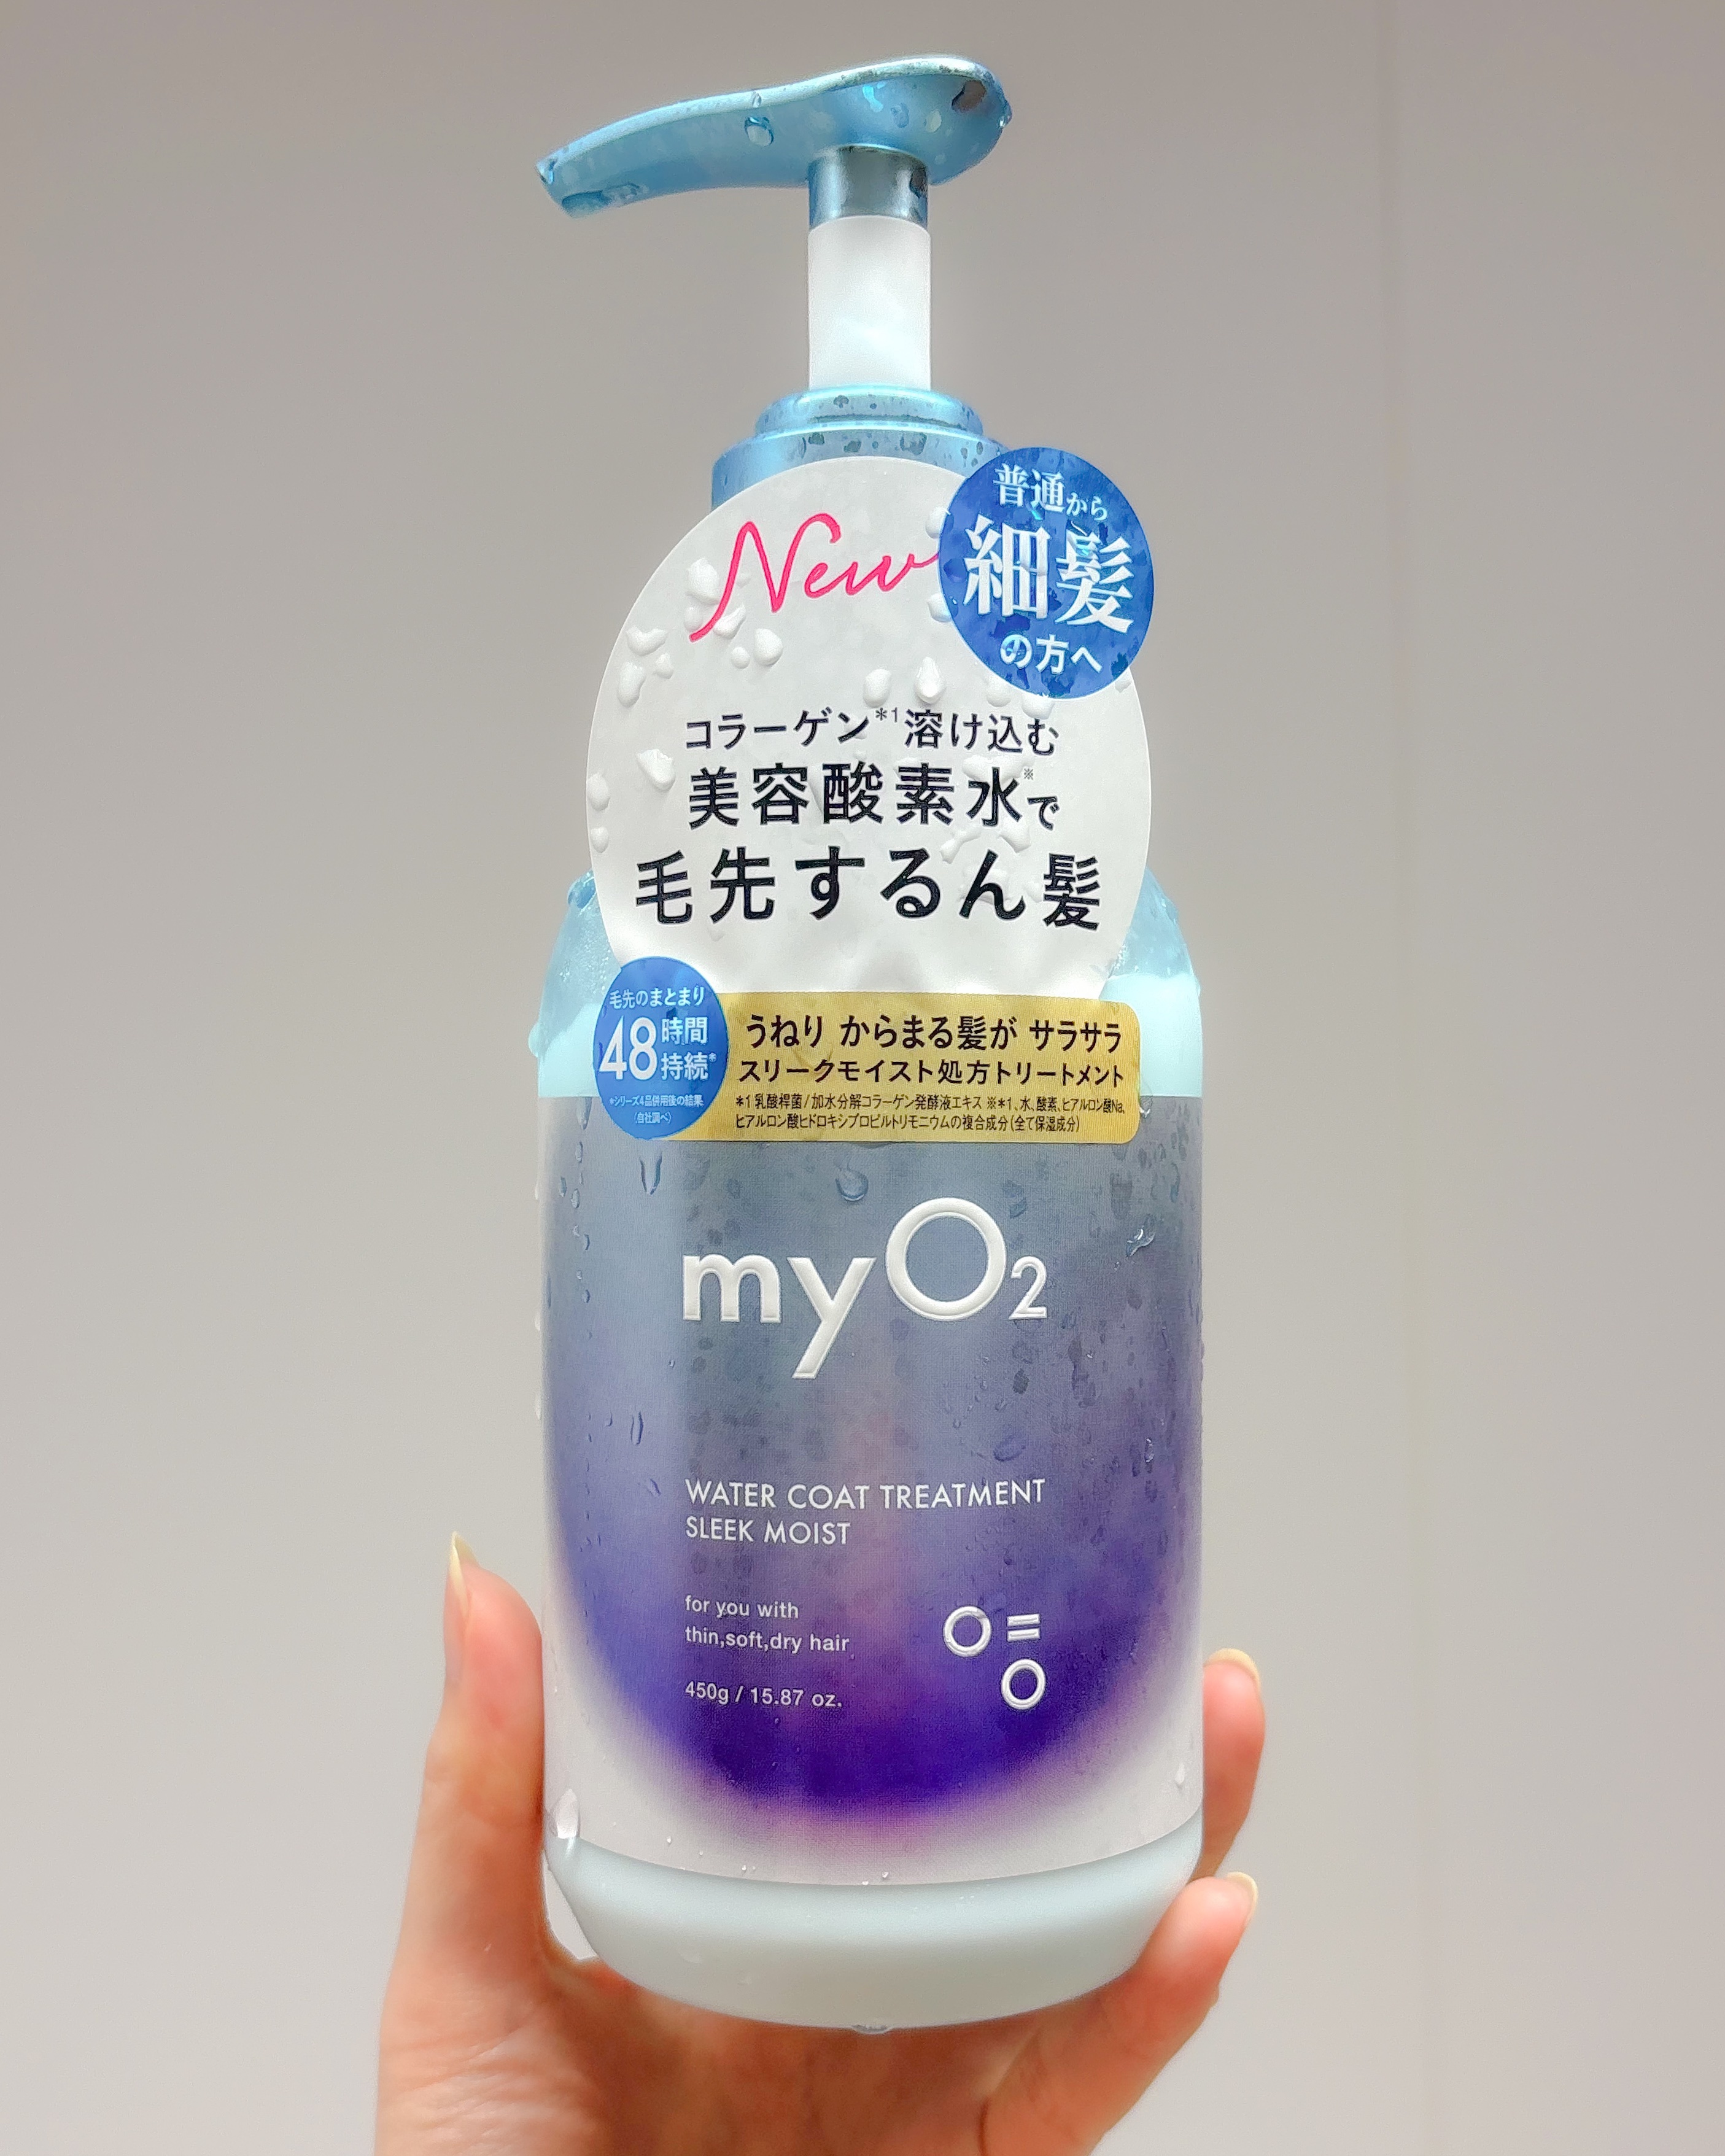 New
普通から
細髪
の方へ
コラーゲン*1溶け込む
美容酸素水※で
毛先するん髪
毛先のまとまり
48時間
持続*
*シリーズ4品併用後の結果
(自社調べ)
うねり からまる髪が サラサラ
スリークモイスト処方トリートメント
*1 乳酸桿菌/加水分解コラーゲン発酵液エキス ※*1、水、酸素、ヒアルロン酸Na、
ヒアルロン酸ヒドロキシプロピルトリモニウムの複合成分(全て保湿成分)
myO2
WATER COAT TREATMENT
SLEEK MOIST
for you with
thin,soft,dry hair
450g / 15.87 oz.
O=
O